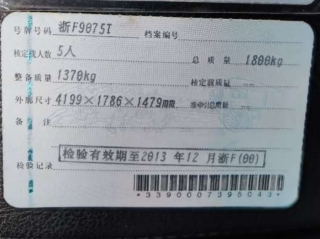 号牌号码 浙F9075T 档案编号
核定载人数 5人 总质量 1800kg
整备质量 1370kg 核定载质量 --
外廓尺寸 4199×1786×1479mm 准牵引总质量 --
备注
检验记录 检验有效期至2013 年12 月浙F(00)
*3390007395043*